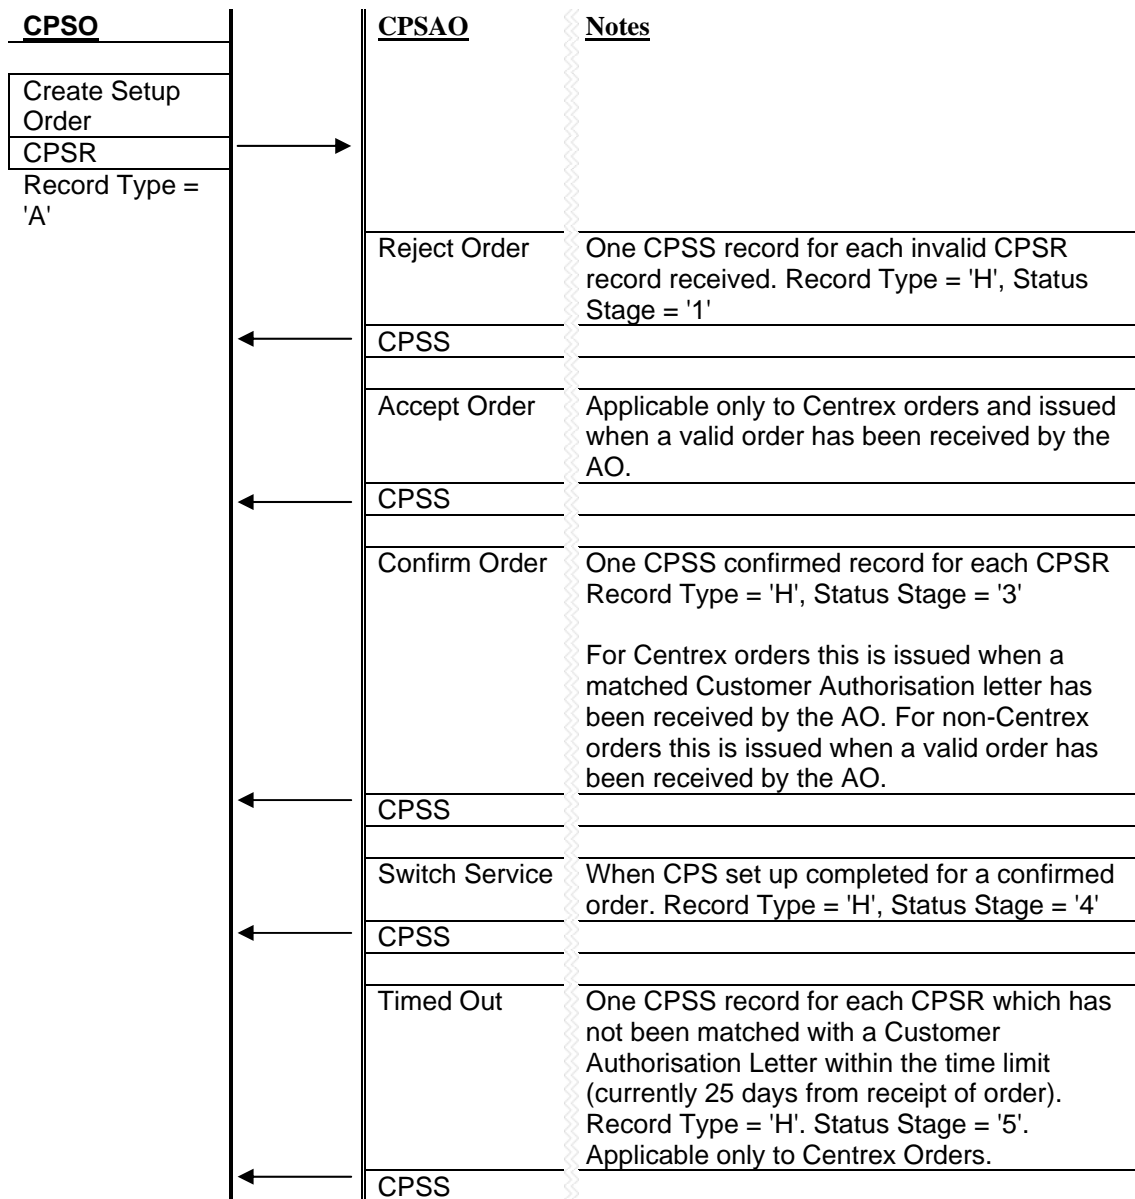 CPSO
CPSAO
Notes
Create Setup
Order
CPSR
Record Type =
'A'
Reject Order
One CPSS record for each invalid CPSR
record received. Record Type = 'H', Status
Stage = '1'
CPSS
Accept Order
Applicable only to Centrex orders and issued
when a valid order has been received by the
AO.
CPSS
Confirm Order
One CPSS confirmed record for each CPSR
Record Type = 'H', Status Stage = '3'
For Centrex orders this is issued when a
matched Customer Authorisation letter has
been received by the AO. For non-Centrex
orders this is issued when a valid order has
been received by the AO.
CPSS
Switch Service
When CPS set up completed for a confirmed
order. Record Type = 'H', Status Stage = '4'
CPSS
Timed Out
One CPSS record for each CPSR which has
not been matched with a Customer
Authorisation Letter within the time limit
(currently 25 days from receipt of order).
Record Type = 'H'. Status Stage = '5'.
Applicable only to Centrex Orders.
CPSS